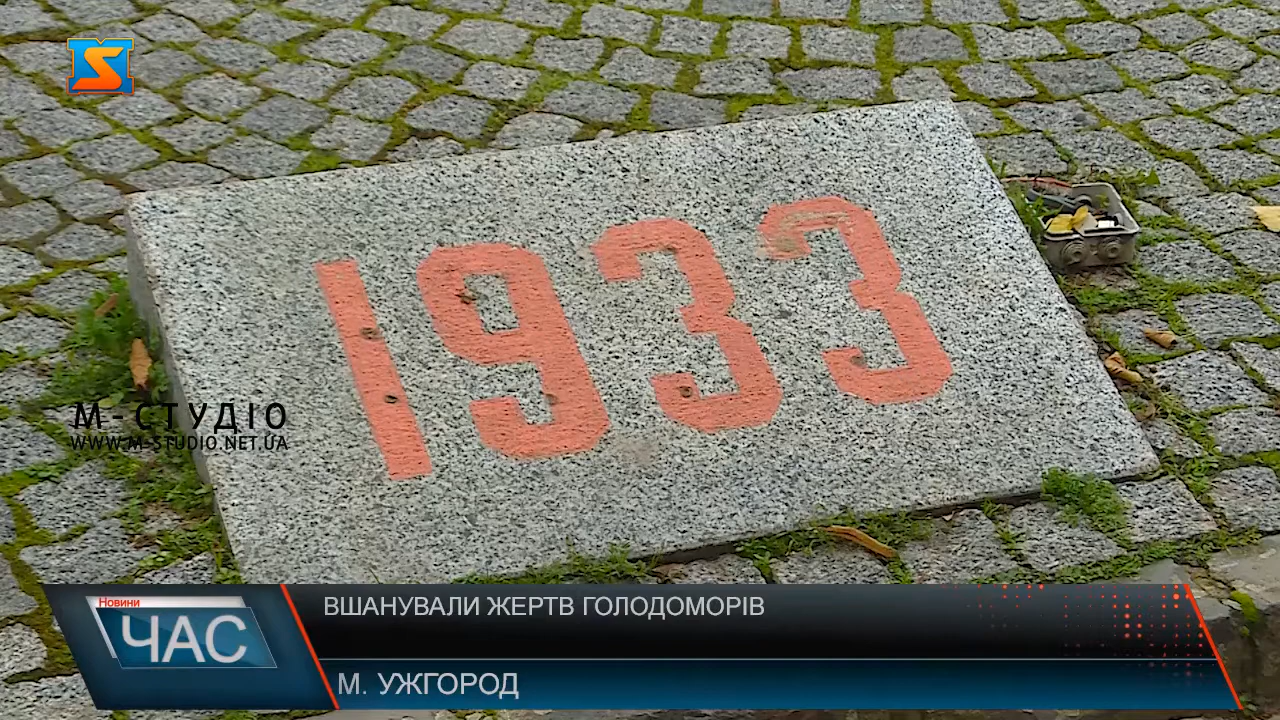 1933
М-СТУДІО
WWW.M-STUDIO.NET.UA
Новини
ЧАС
ВШАНУВАЛИ ЖЕРТВ ГОЛОДОМОРІВ
М. УЖГОРОД